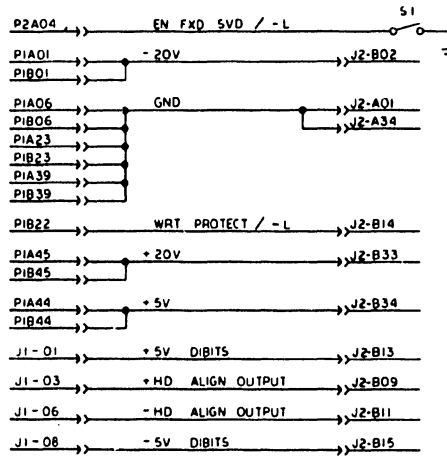 S1
P2A04 EN FXD SVD / -L
P1A01 - 20V J2-B02
P1B01
P1A06 GND J2-A01
P1B06 J2-A34
P1A23
P1B23
P1A39
P1B39
P1B22 WRT PROTECT / -L J2-B14
P1A45 + 20V J2-B33
P1B45
P1A44 + 5V J2-B34
P1B44
J1-01 + 5V DIBITS J2-B13
J1-03 + HD ALIGN OUTPUT J2-B09
J1-06 - HD ALIGN OUTPUT J2-B11
J1-08 - 5V DIBITS J2-B15